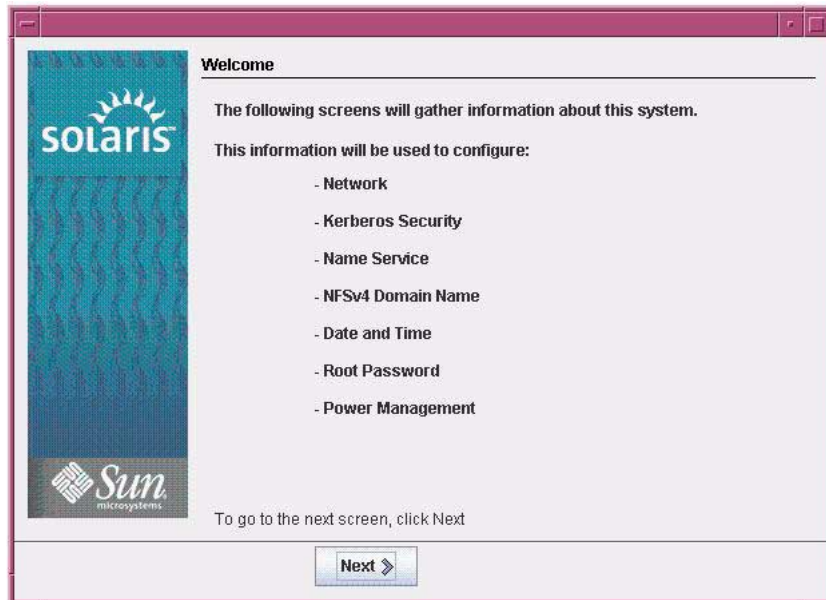 solaris™
Sun
microsystems
Welcome
The following screens will gather information about this system.
This information will be used to configure:
- Network
- Kerberos Security
- Name Service
- NFSv4 Domain Name
- Date and Time
- Root Password
- Power Management
To go to the next screen, click Next
Next